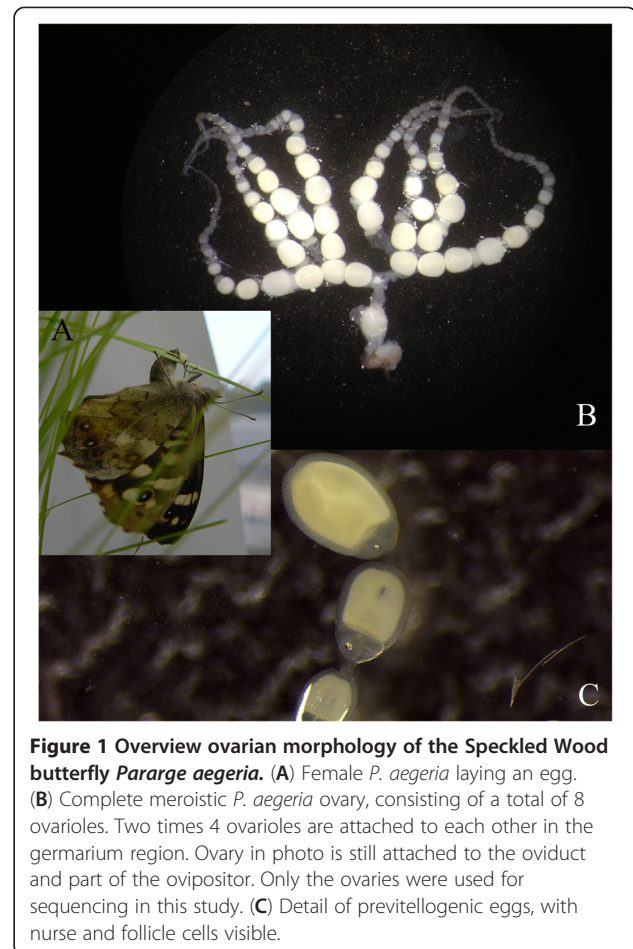 A
B
C
Figure 1 Overview ovarian morphology of the Speckled Wood
butterfly Pararge aegeria. (A) Female P. aegeria laying an egg.
(B) Complete meroistic P. aegeria ovary, consisting of a total of 8
ovarioles. Two times 4 ovarioles are attached to each other in the
germarium region. Ovary in photo is still attached to the oviduct
and part of the ovipositor. Only the ovaries were used for
sequencing in this study. (C) Detail of previtellogenic eggs, with
nurse and follicle cells visible.